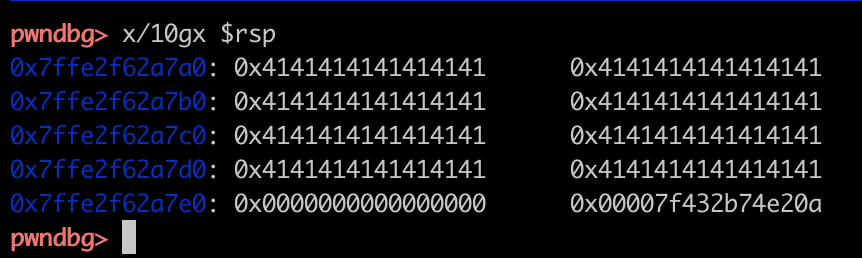 pwndbg> x/10gx $rsp
0x7ffe2f62a7a0: 0x4141414141414141 0x4141414141414141
0x7ffe2f62a7b0: 0x4141414141414141 0x4141414141414141
0x7ffe2f62a7c0: 0x4141414141414141 0x4141414141414141
0x7ffe2f62a7d0: 0x4141414141414141 0x4141414141414141
0x7ffe2f62a7e0: 0x0000000000000000 0x00007f432b74e20a
pwndbg>